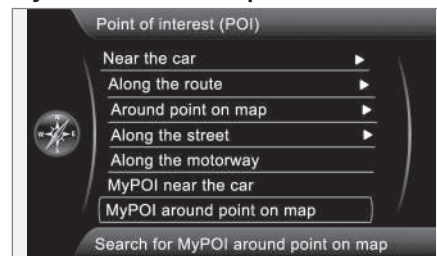 Point of interest (POI)
Near the car
Along the route
Around point on map
Along the street
Along the motorway
MyPOI near the car
MyPOI around point on map
Search for MyPOI around point on map